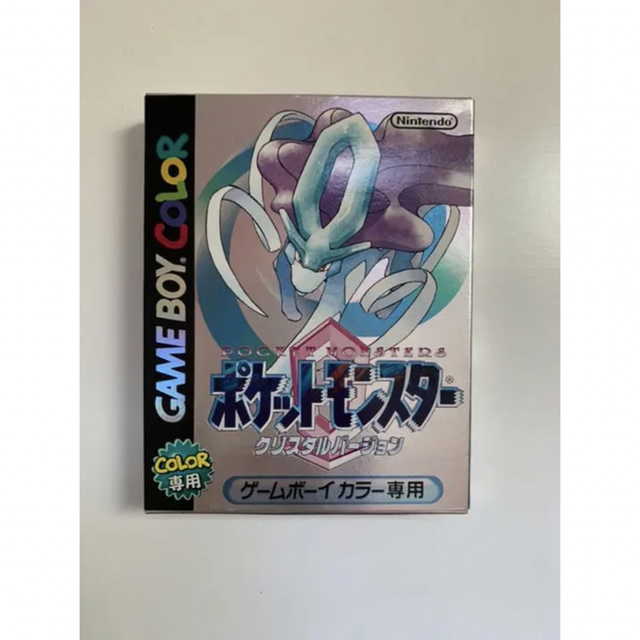 Nintendo
GAME BOY COLOR
POCKET MONSTERS
ポケットモンスター
クリスタルバージョン
COLOR
専用
ゲームボーイ カラー専用